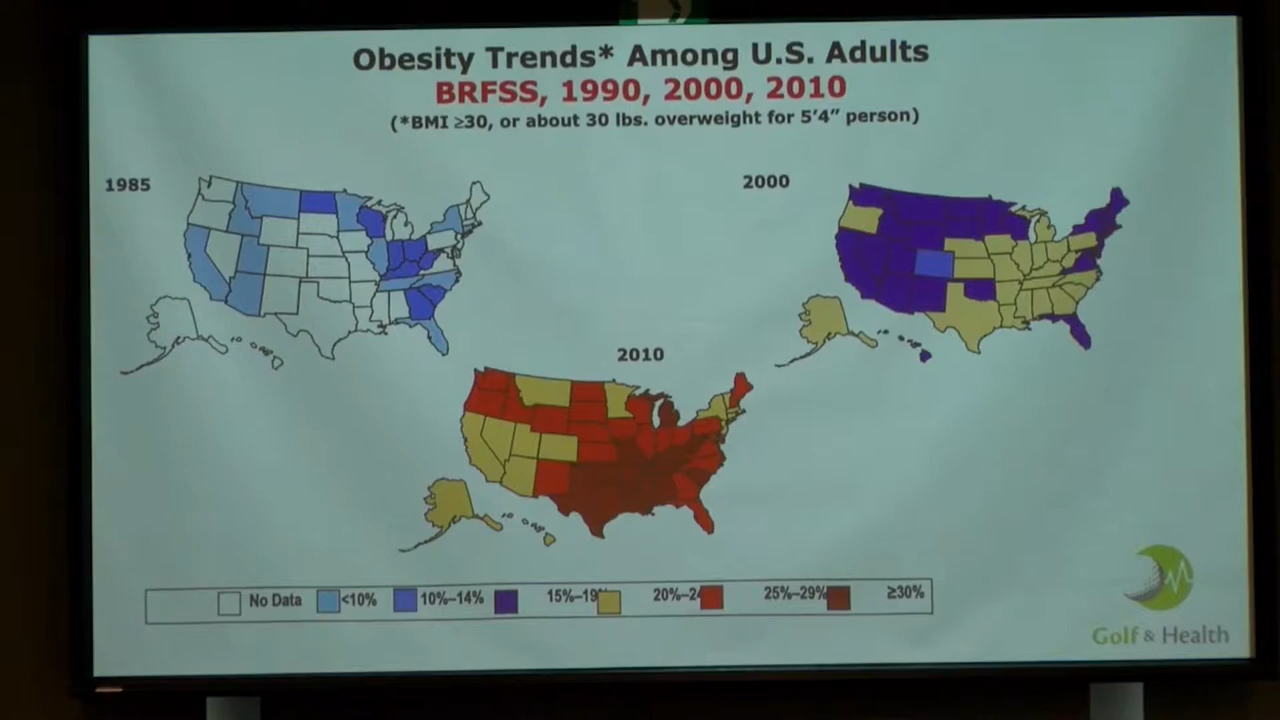 Obesity Trends* Among U.S. Adults
BRFSS, 1990, 2000, 2010
(*BMI ≥30, or about 30 lbs. overweight for 5’4” person)
1985
2000
2010
No Data <10% 10%–14% 15%–19 20%–2 25%–29% ≥30%
Golf & Health